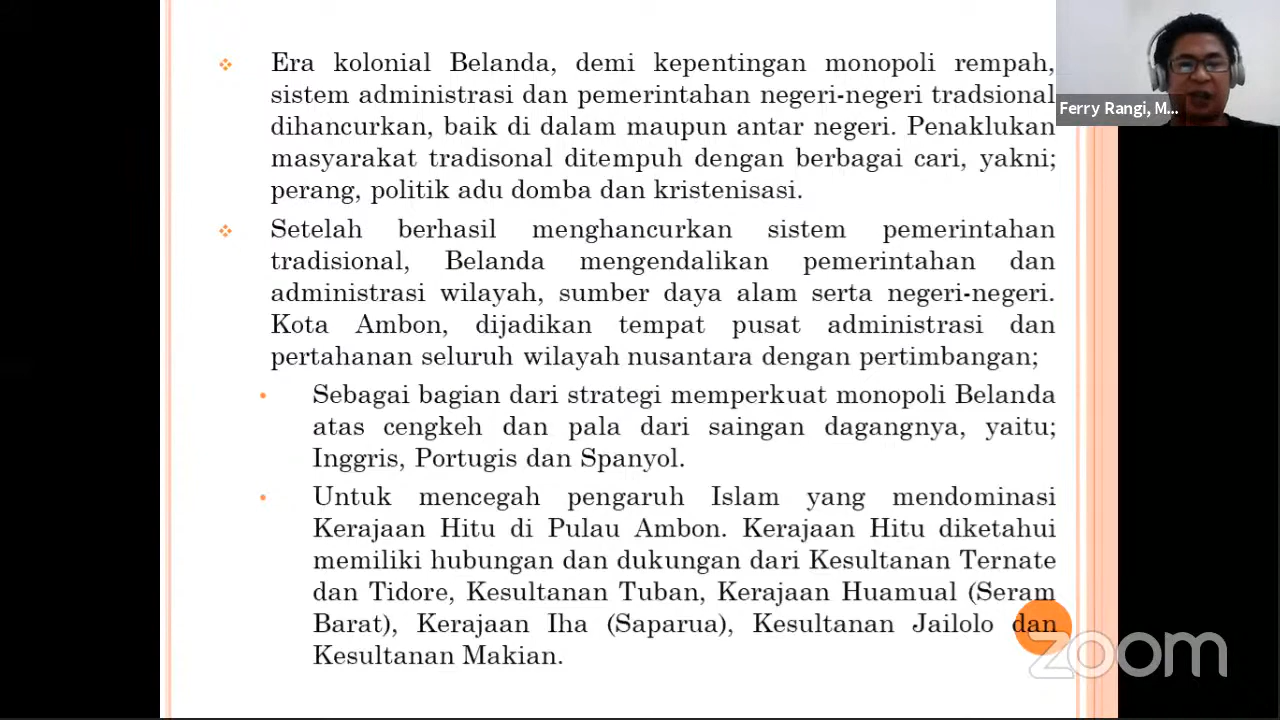 Era kolonial Belanda, demi kepentingan monopoli rempah,
sistem administrasi dan pemerintahan negeri-negeri tradsional
dihancurkan, baik di dalam maupun antar negeri. Penaklukan
masyarakat tradisonal ditempuh dengan berbagai cari, yakni;
perang, politik adu domba dan kristenisasi.
Setelah berhasil menghancurkan sistem pemerintahan
tradisional, Belanda mengendalikan pemerintahan dan
administrasi wilayah, sumber daya alam serta negeri-negeri.
Kota Ambon, dijadikan tempat pusat administrasi dan
pertahanan seluruh wilayah nusantara dengan pertimbangan;
Sebagai bagian dari strategi memperkuat monopoli Belanda
atas cengkeh dan pala dari saingan dagangnya, yaitu;
Inggris, Portugis dan Spanyol.
Untuk mencegah pengaruh Islam yang mendominasi
Kerajaan Hitu di Pulau Ambon. Kerajaan Hitu diketahui
memiliki hubungan dan dukungan dari Kesultanan Ternate
dan Tidore, Kesultanan Tuban, Kerajaan Huamual (Seram
Barat), Kerajaan Iha (Saparua), Kesultanan Jailolo dan
Kesultanan Makian.
Ferry Rangi, M...
zoom